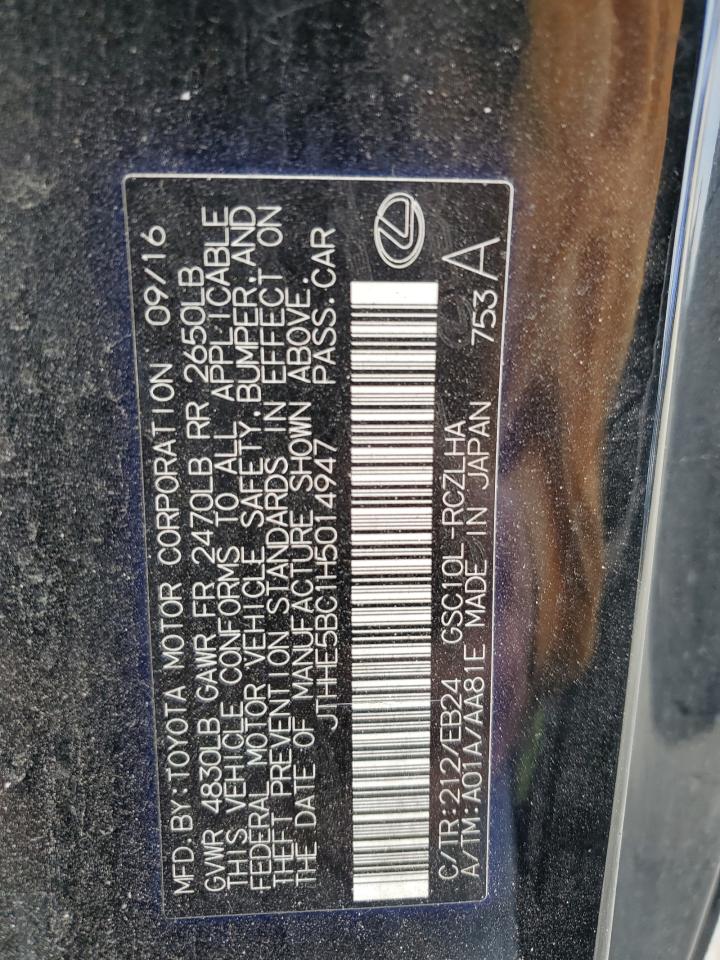 MFD. BY: TOYOTA MOTOR CORPORATION 09/16
GVWR 4830LB GAWR FR 2470LB RR 2650LB
THIS VEHICLE CONFORMS TO ALL APPLICABLE
FEDERAL MOTOR VEHICLE SAFETY, BUMPER, AND
THEFT PREVENTION STANDARDS IN EFFECT ON
THE DATE OF MANUFACTURE SHOWN ABOVE.
JTHHE5BC1H5014947 PASS. CAR
C/TR: 212/EB24 GSC10L-RCZLHA
A/TM: A01A/AA81E MADE IN JAPAN 753 A